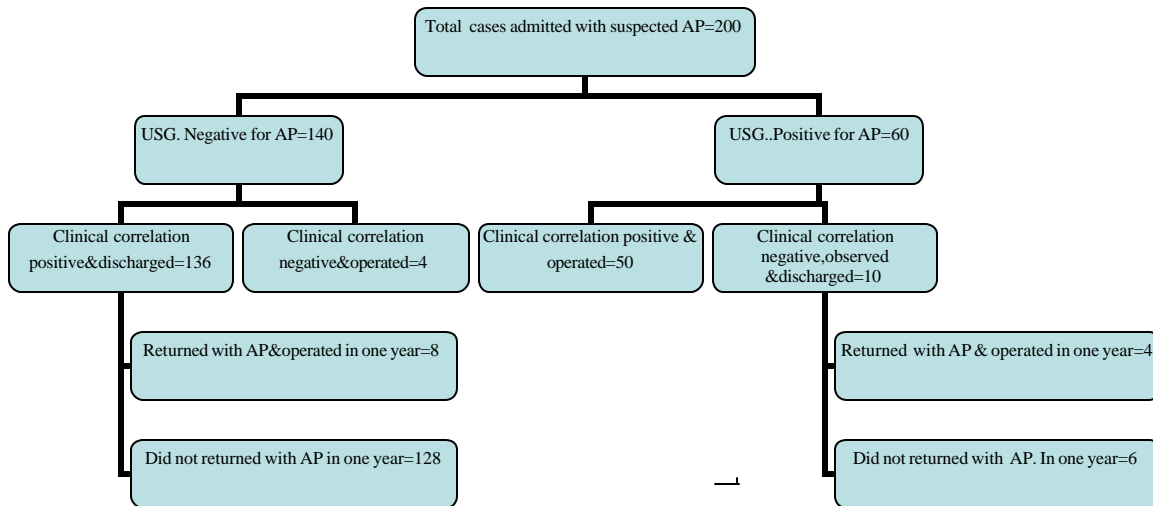 Total cases admitted with suspected AP=200
USG. Negative for AP=140
USG..Positive for AP=60
Clinical correlation
positive&discharged=136
Clinical correlation
negative&operated=4
Clinical correlation positive &
operated=50
Clinical correlation
negative,observed
&discharged=10
Returned with AP&operated in one year=8
Returned with AP & operated in one year=4
Did not returned with AP in one year=128
Did not returned with AP. In one year=6